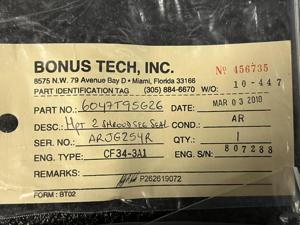 BONUS TECH, INC. Nº 456735
8575 N.W. 79 Avenue Bay D • Miami, Florida 33166
PART IDENTIFICATION TAG (305) 884-6670 W/O: 10-447
PART NO.: 6047T95G26 DATE: MAR 03 2010
DESC: HPT 2 SHROUD SEG SEAL COND: AR
SER. NO.: ARJG254R QTY.: 1
ENG. TYPE: CF34-3A1 ENG. S/N: 807288
REMARKS: P262619072
FORM: BT02